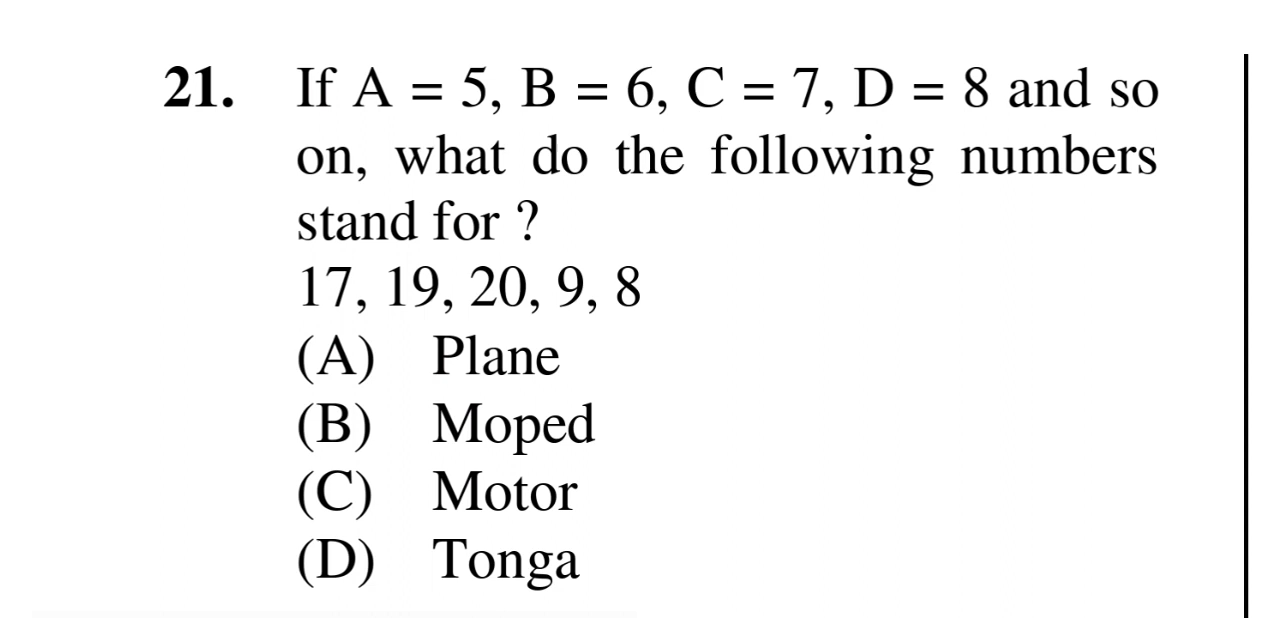 21. If A = 5, B = 6, C = 7, D = 8 and so
on, what do the following numbers
stand for ?
17, 19, 20, 9, 8
(A) Plane
(B) Moped
(C) Motor
(D) Tonga